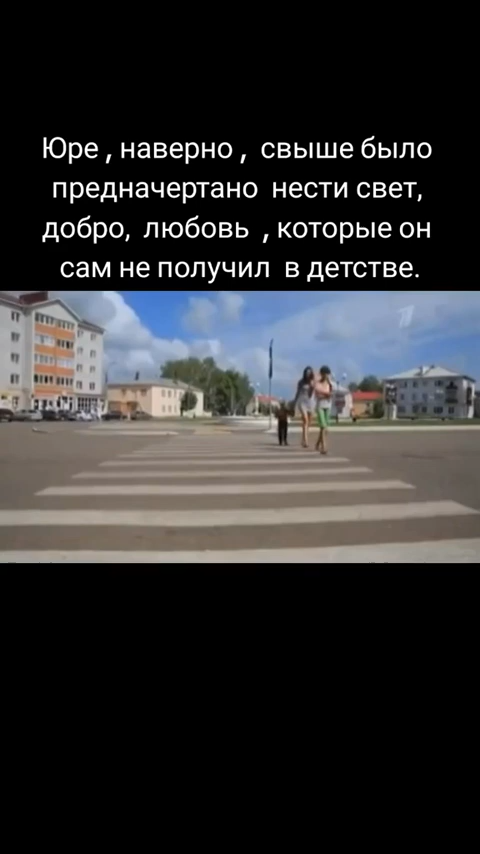 Юре , наверно , свыше было
предначертано нести свет,
добро, любовь , которые он
сам не получил в детстве.